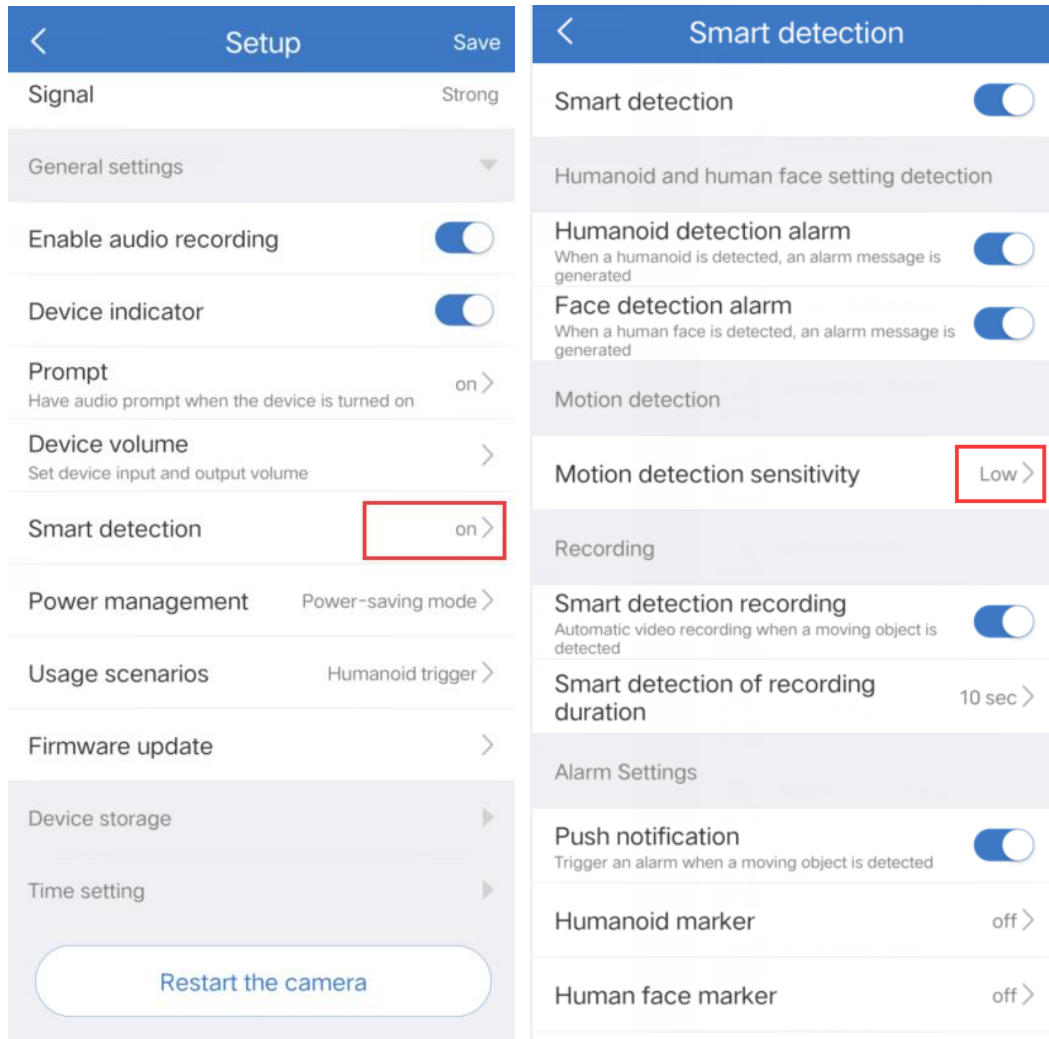 Setup
Save
Signal
Strong
General settings
Enable audio recording
Device indicator
Prompt
Have audio prompt when the device is turned on
on
Device volume
Set device input and output volume
Smart detection
on
Power management
Power-saving mode
Usage scenarios
Humanoid trigger
Firmware update
Device storage
Time setting
Restart the camera
Smart detection
Smart detection
Humanoid and human face setting detection
Humanoid detection alarm
When a humanoid is detected, an alarm message is
generated
Face detection alarm
When a human face is detected, an alarm message is
generated
Motion detection
Motion detection sensitivity
Low
Recording
Smart detection recording
Automatic video recording when a moving object is
detected
Smart detection of recording
duration
10 sec
Alarm Settings
Push notification
Trigger an alarm when a moving object is detected
Humanoid marker
off
Human face marker
off